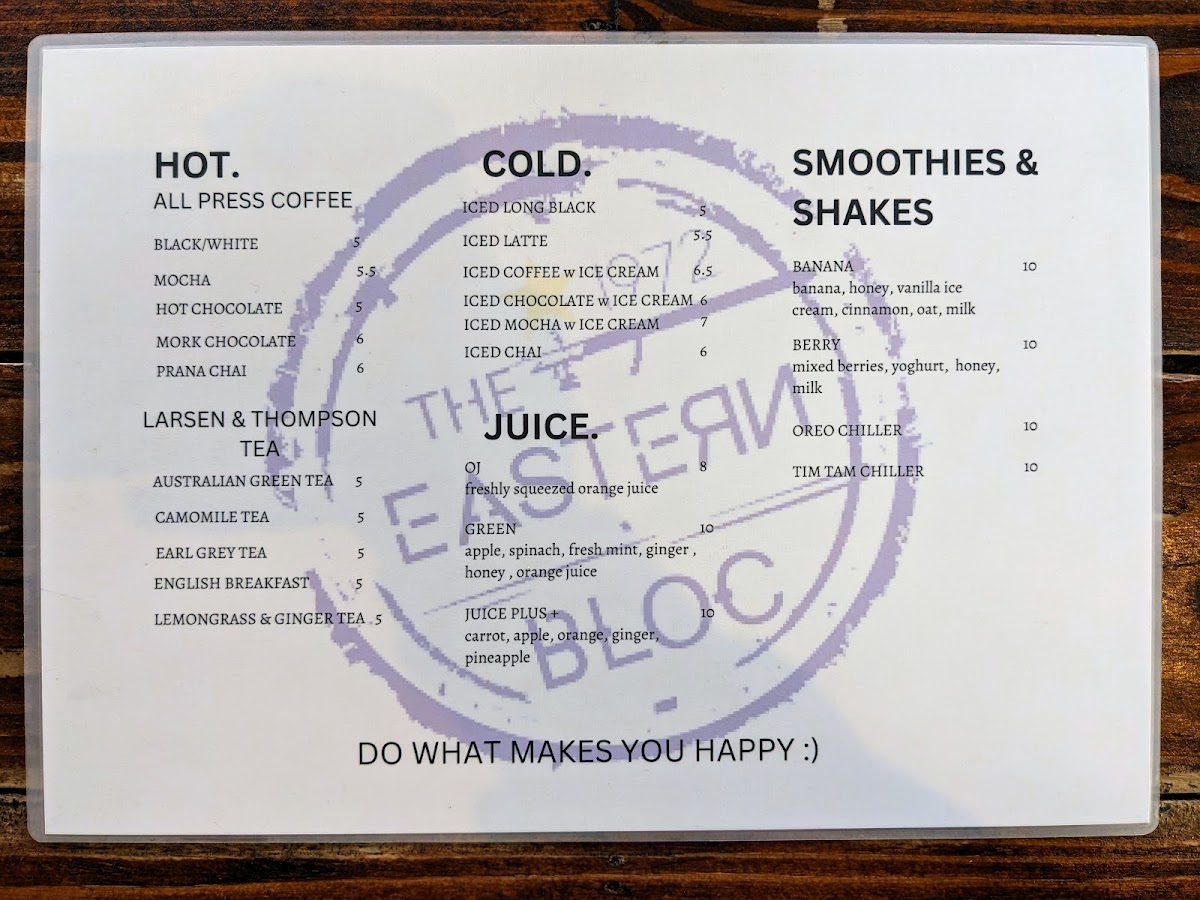 HOT.
ALL PRESS COFFEE
BLACK/WHITE 5
MOCHA 5.5
HOT CHOCOLATE 5
MORK CHOCOLATE 6
PRANA CHAI 6
LARSEN & THOMPSON
TEA
AUSTRALIAN GREEN TEA 5
CAMOMILE TEA 5
EARL GREY TEA 5
ENGLISH BREAKFAST 5
LEMONGRASS & GINGER TEA 5
COLD.
ICED LONG BLACK 5
ICED LATTE 5.5
ICED COFFEE w ICE CREAM 6.5
ICED CHOCOLATE w ICE CREAM 6
ICED MOCHA w ICE CREAM 7
ICED CHAI 6
JUICE.
OJ 8
freshly squeezed orange juice
GREEN 10
apple, spinach, fresh mint, ginger ,
honey , orange juice
JUICE PLUS + 10
carrot, apple, orange, ginger,
pineapple
SMOOTHIES &
SHAKES
BANANA 10
banana, honey, vanilla ice
cream, cinnamon, oat, milk
BERRY 10
mixed berries, yoghurt, honey,
milk
OREO CHILLER 10
TIM TAM CHILLER 10
1972
THE
EASTEЯИ
BLOC
DO WHAT MAKES YOU HAPPY :)